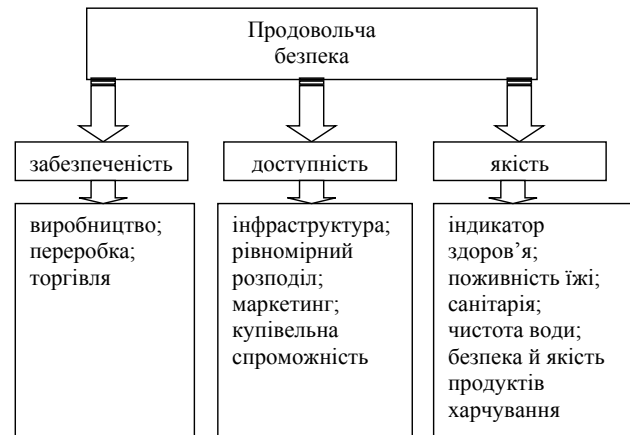 Продовольча
безпека
забезпеченість
доступність
якість
виробництво;
переробка;
торгівля
інфраструктура;
рівномірний
розподіл;
маркетинг;
купівельна
спроможність
індикатор
здоров’я;
поживність їжі;
санітарія;
чистота води;
безпека й якість
продуктів
харчування